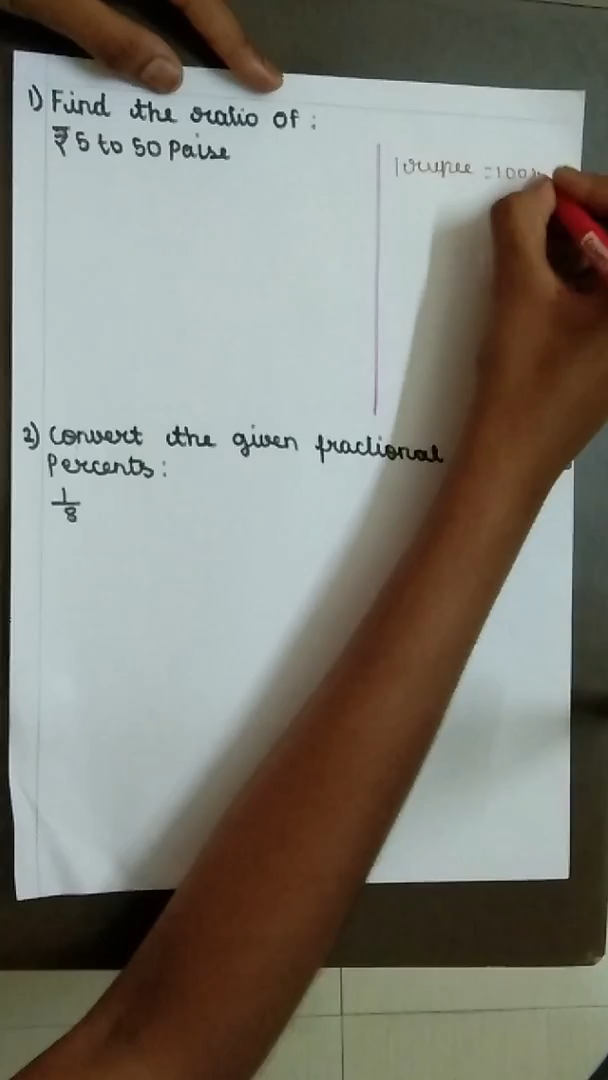 1) Find the ratio of :
₹5 to 50 Paise
1 rupee = 100
2) Convert the given fractional
Percents :
1/8